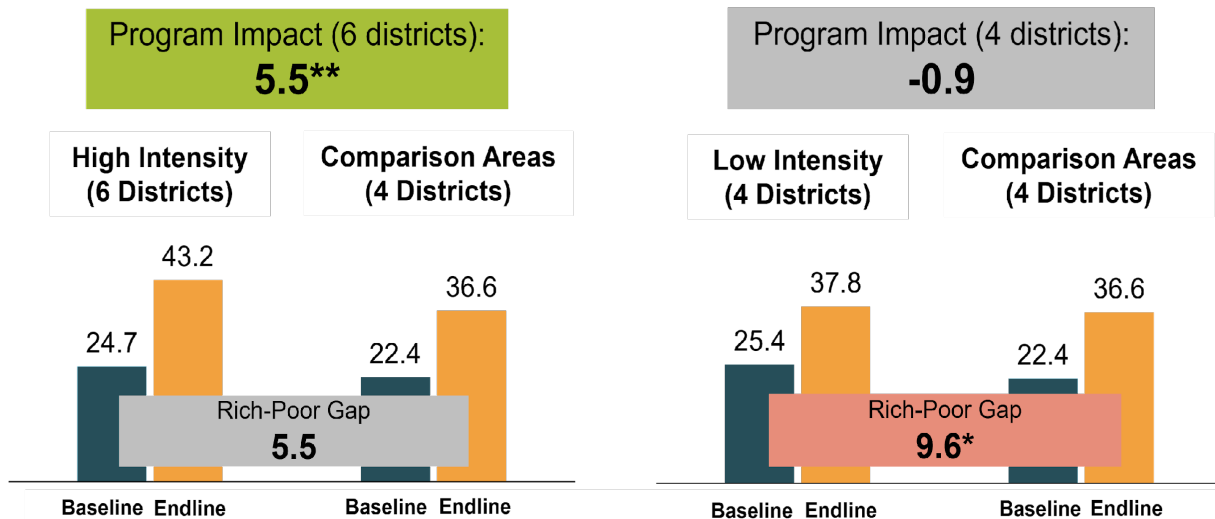 Program Impact (6 districts):
5.5**
High Intensity
(6 Districts)
Comparison Areas
(4 Districts)
43.2
24.7
36.6
22.4
Rich-Poor Gap
5.5
Baseline Endline
Baseline Endline
Program Impact (4 districts):
-0.9
Low Intensity
(4 Districts)
Comparison Areas
(4 Districts)
37.8
25.4
36.6
22.4
Rich-Poor Gap
9.6*
Baseline Endline
Baseline Endline